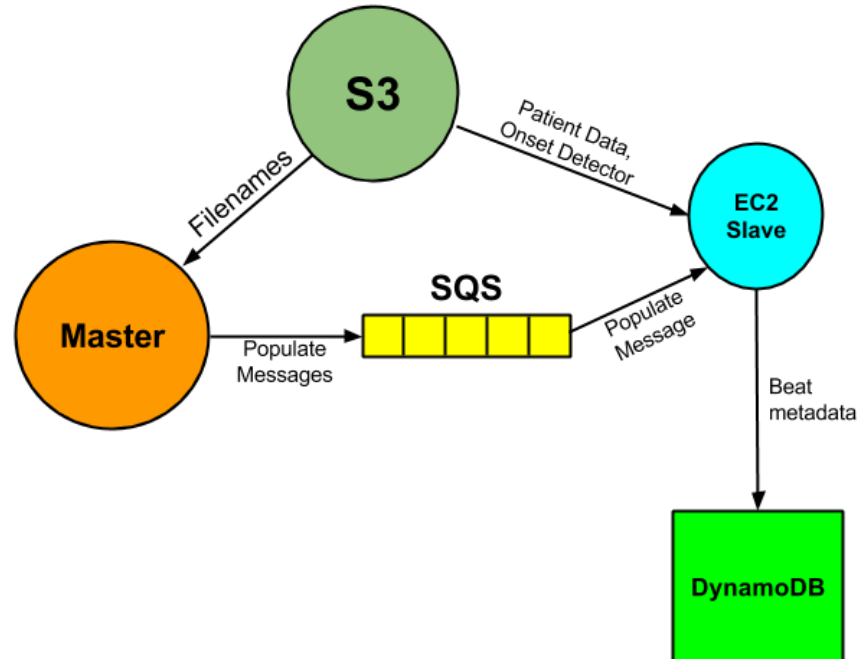 S3
Patient Data,
Onset Detector
Filenames
EC2
Slave
SQS
Master
Populate
Messages
Populate
Message
Beat
metadata
DynamoDB